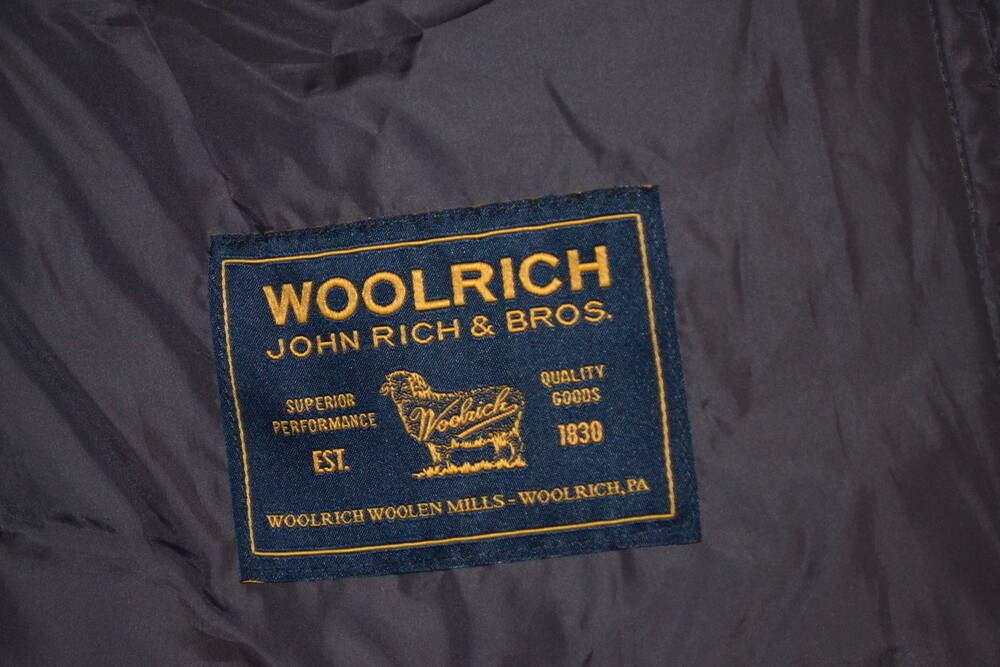 WOOLRICH
JOHN RICH & BROS.
SUPERIOR
PERFORMANCE
EST.
Woolrich
QUALITY
GOODS
1830
WOOLRICH WOOLEN MILLS - WOOLRICH, PA